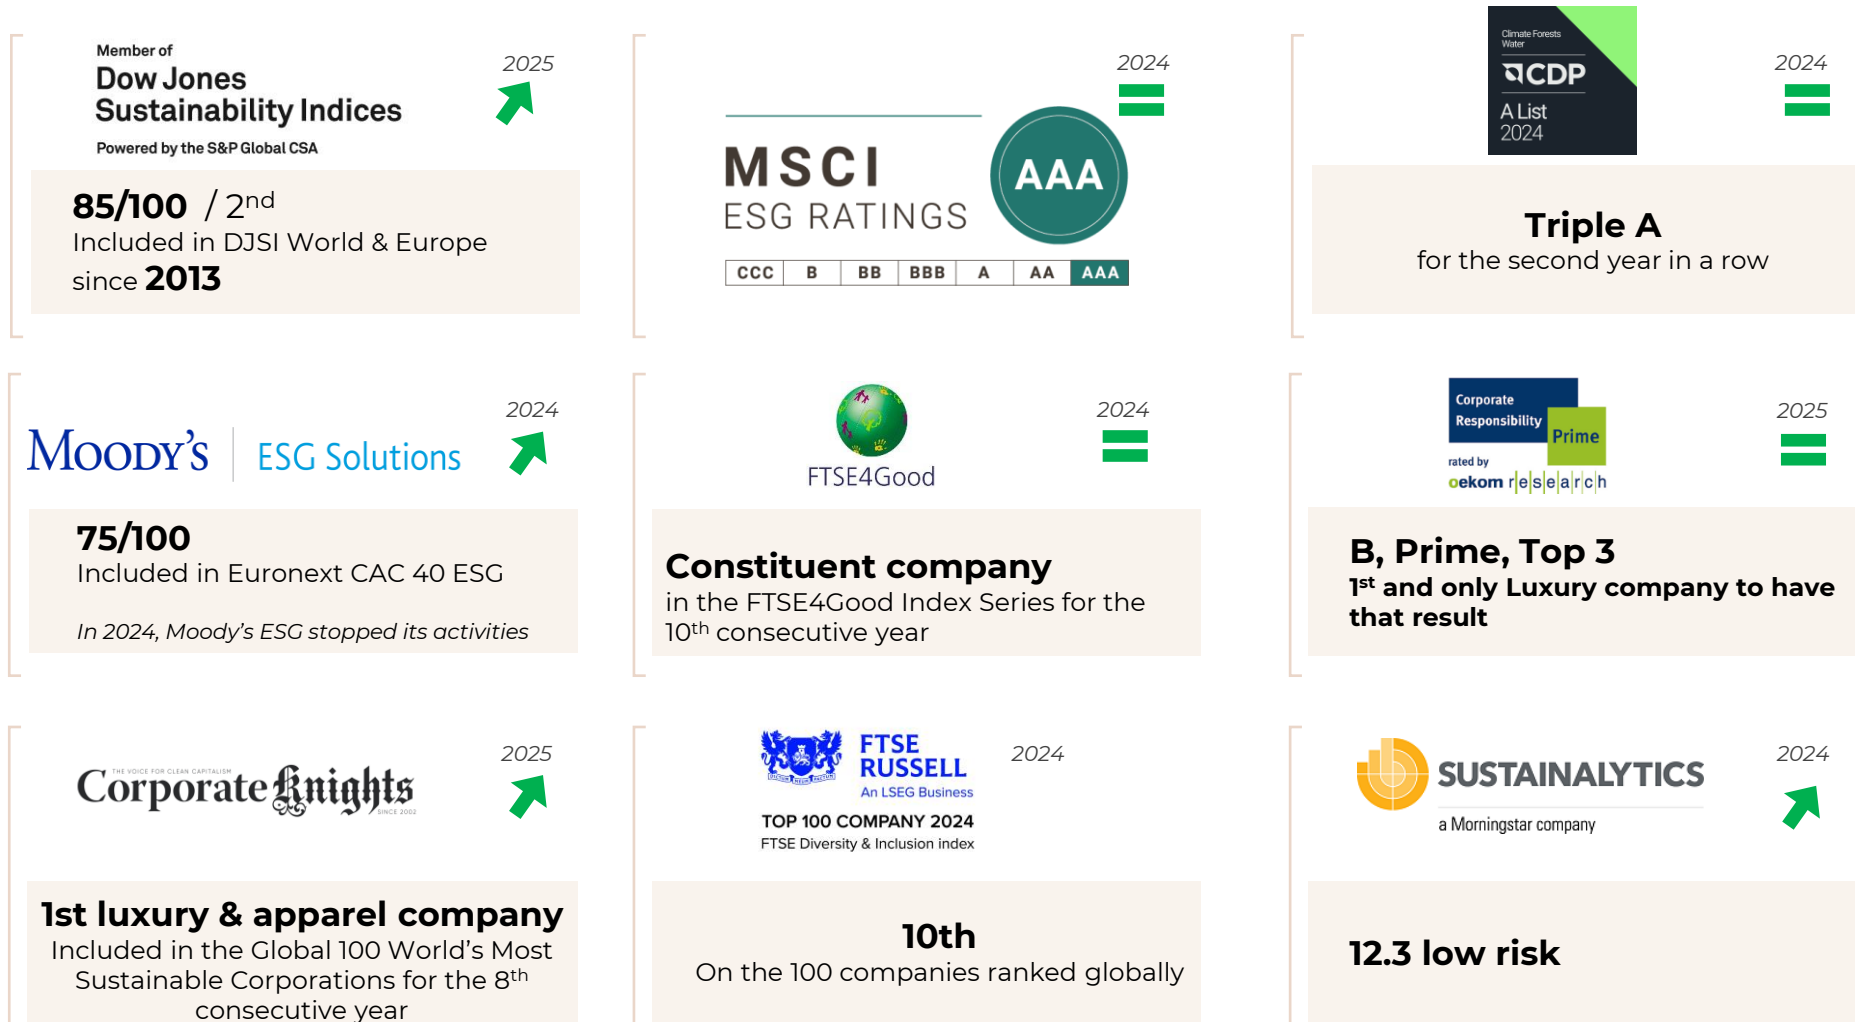 Member of
Dow Jones
Sustainability Indices
Powered by the S&P Global CSA
2025
85/100 / 2nd
Included in DJSI World & Europe
since 2013
2024
MSCI
ESG RATINGS
AAA
CCC B BB BBB A AA AAA
Climate Forests
Water
CDP
A List
2024
2024
Triple A
for the second year in a row
MOODY'S ESG Solutions
2024
75/100
Included in Euronext CAC 40 ESG
In 2024, Moody's ESG stopped its activities
FTSE4Good
2024
Constituent company
in the FTSE4Good Index Series for the
10th consecutive year
Corporate
Responsibility
Prime
rated by
oekom research
2025
B, Prime, Top 3
1st and only Luxury company to have
that result
THE VOICE FOR CLEAN CAPITALISM
Corporate Knights
SINCE 2002
2025
1st luxury & apparel company
Included in the Global 100 World's Most
Sustainable Corporations for the 8th
consecutive year
FTSE
RUSSELL
An LSEG Business
TOP 100 COMPANY 2024
FTSE Diversity & Inclusion index
2024
10th
On the 100 companies ranked globally
SUSTAINALYTICS
a Morningstar company
2024
12.3 low risk